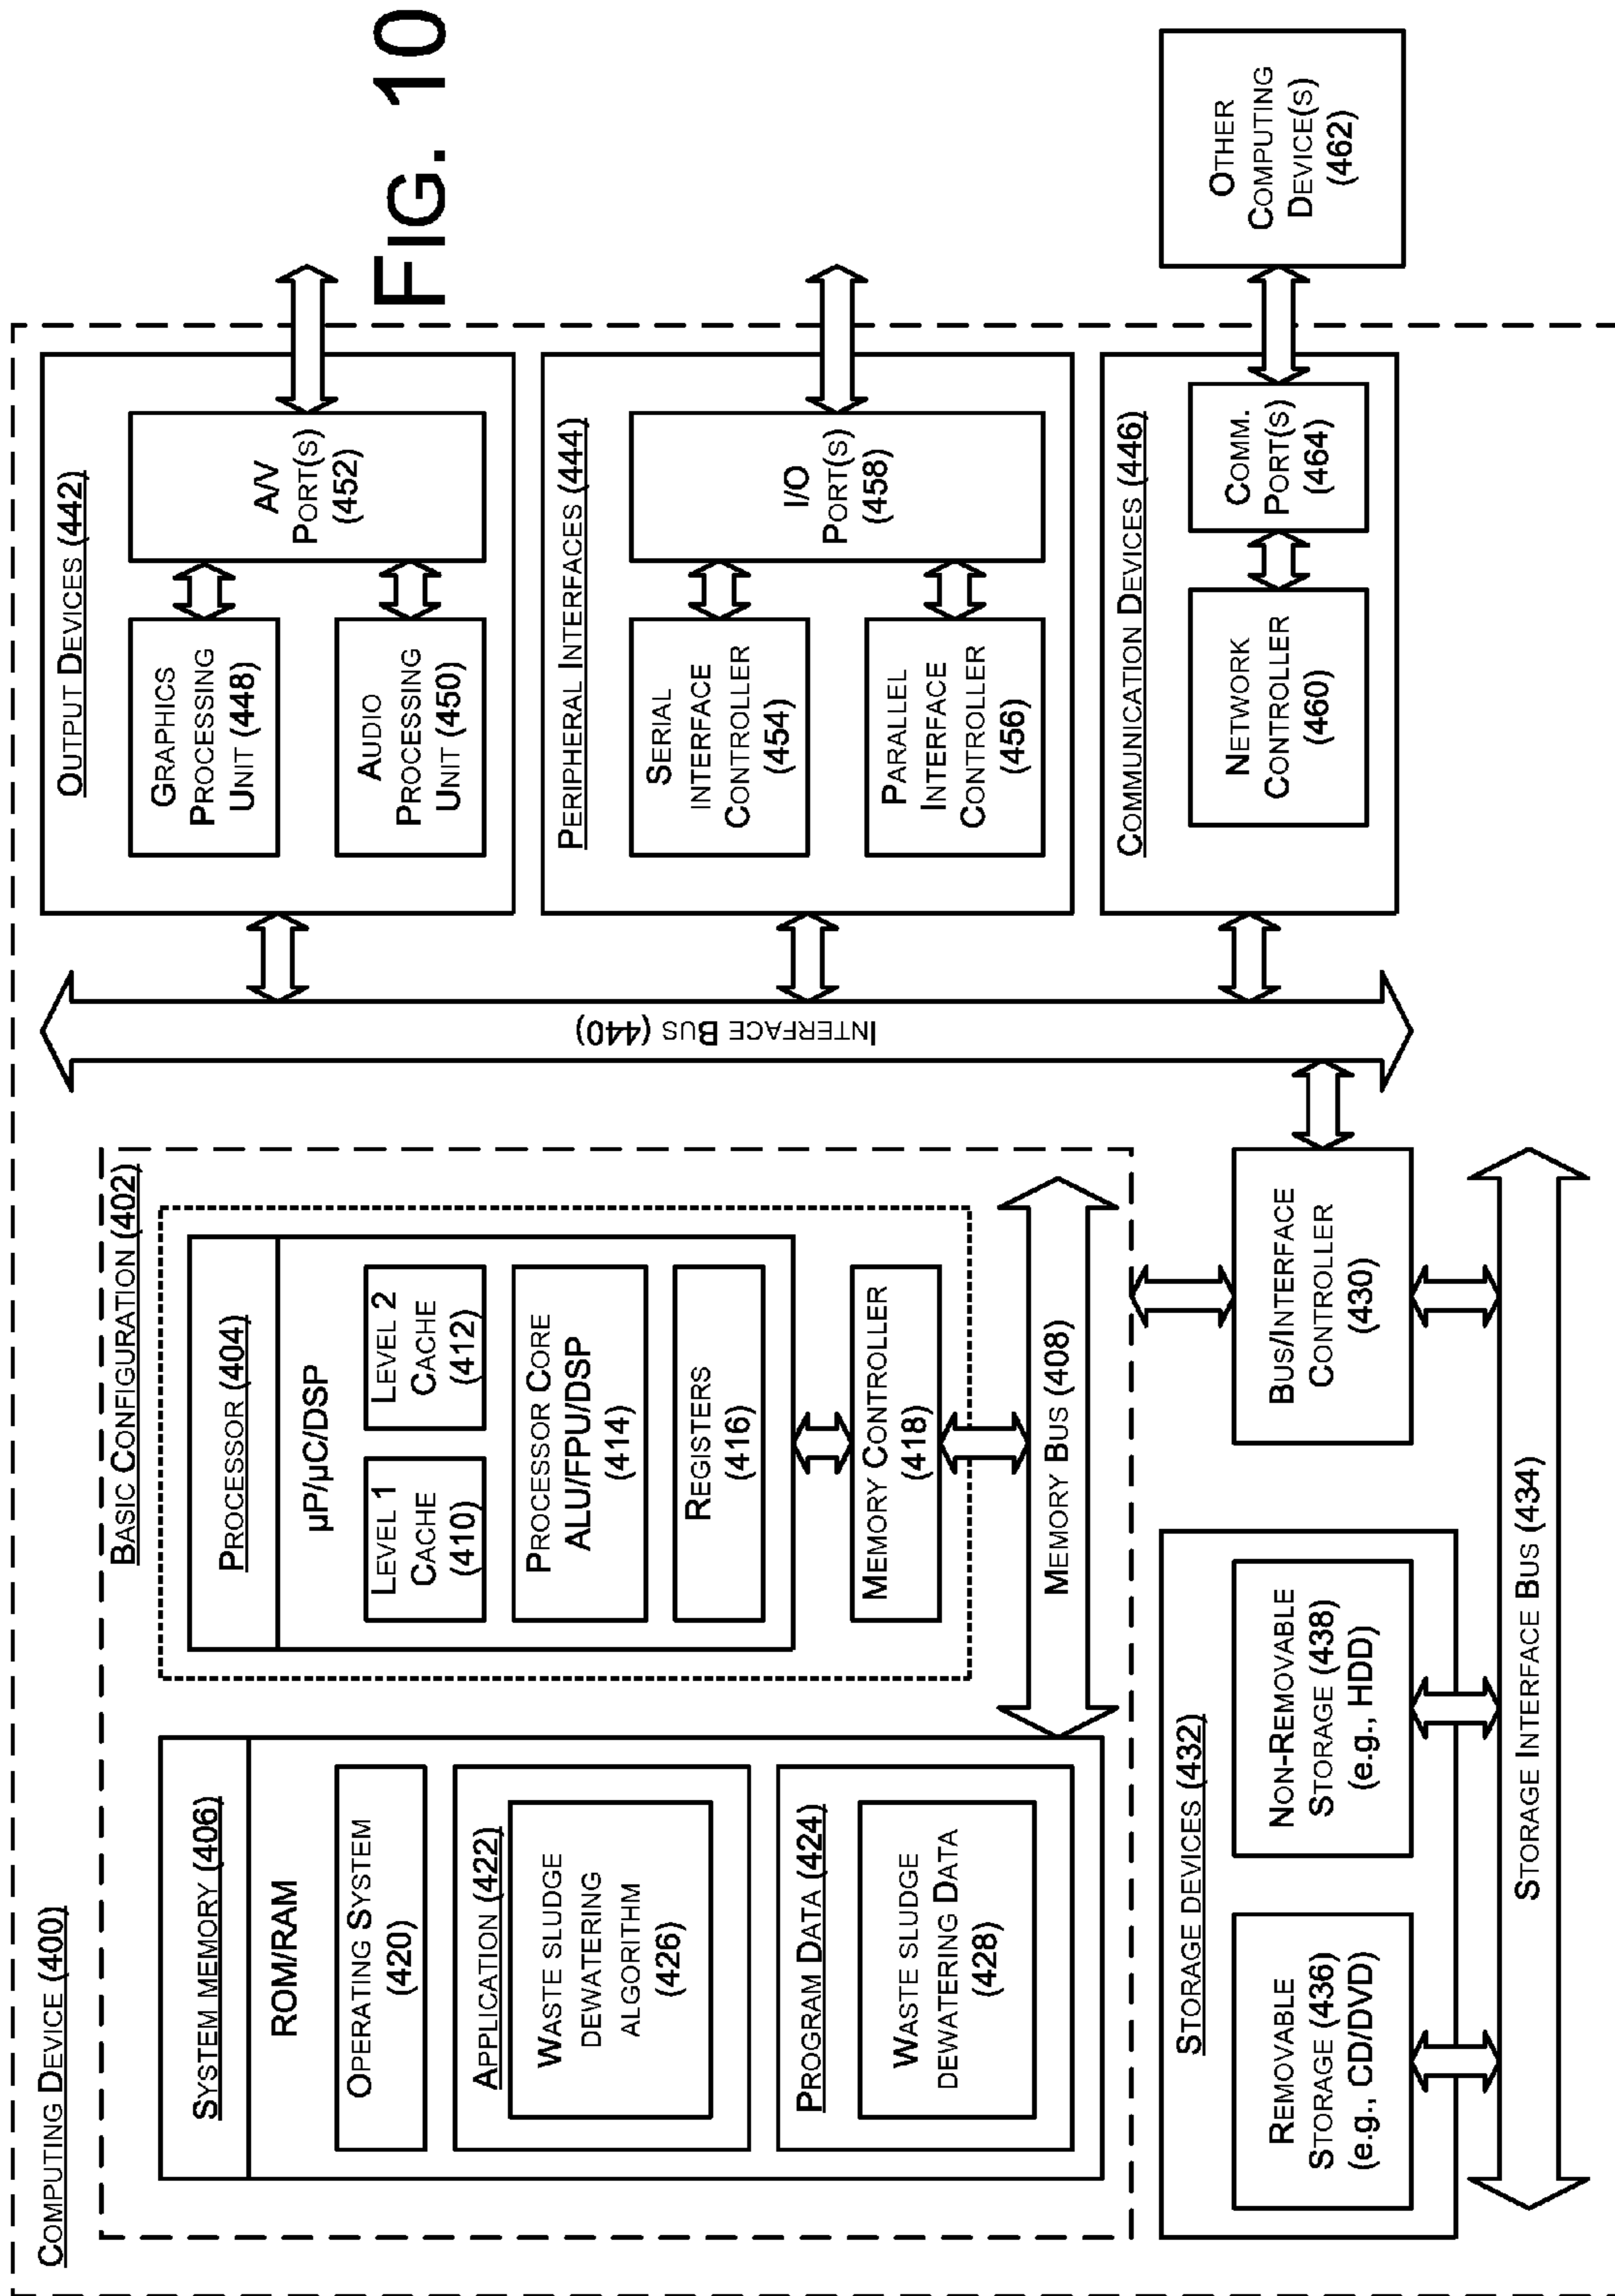 COMPUTING DEVICE (400)
BASIC CONFIGURATION (402)
SYSTEM MEMORY (406)
ROM/RAM
OPERATING SYSTEM
(420)
APPLICATION (422)
WASTE SLUDGE
DEWATERING
ALGORITHM
(426)
PROGRAM DATA (424)
WASTE SLUDGE
DEWATERING DATA
(428)
PROCESSOR (404)
µP/µC/DSP
LEVEL 1
CACHE
(410)
LEVEL 2
CACHE
(412)
PROCESSOR CORE
ALU/FPU/DSP
(414)
REGISTERS
(416)
MEMORY CONTROLLER
(418)
MEMORY BUS (408)
STORAGE DEVICES (432)
REMOVABLE
STORAGE (436)
(e.g., CD/DVD)
NON-REMOVABLE
STORAGE (438)
(e.g., HDD)
BUS/INTERFACE
CONTROLLER
(430)
STORAGE INTERFACE BUS (434)
INTERFACE BUS (440)
OUTPUT DEVICES (442)
GRAPHICS
PROCESSING
UNIT (448)
AUDIO
PROCESSING
UNIT (450)
A/V
PORT(S)
(452)
PERIPHERAL INTERFACES (444)
SERIAL
INTERFACE
CONTROLLER
(454)
PARALLEL
INTERFACE
CONTROLLER
(456)
I/O
PORT(S)
(458)
COMMUNICATION DEVICES (446)
NETWORK
CONTROLLER
(460)
COMM.
PORT(S)
(464)
OTHER
COMPUTING
DEVICE(S)
(462)
FIG. 10